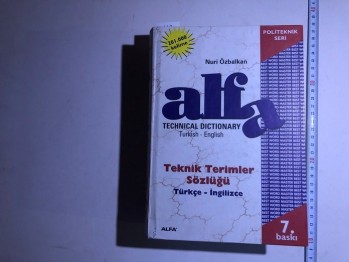 101.000
kelime
Nuri Özbalkan
POLİTEKNİK
SERİ
alfa
TECHNICAL DICTIONARY
Turkish - English
Teknik Terimler
Sözlüğü
Türkçe - İngilizce
ALFA
7.
baskı